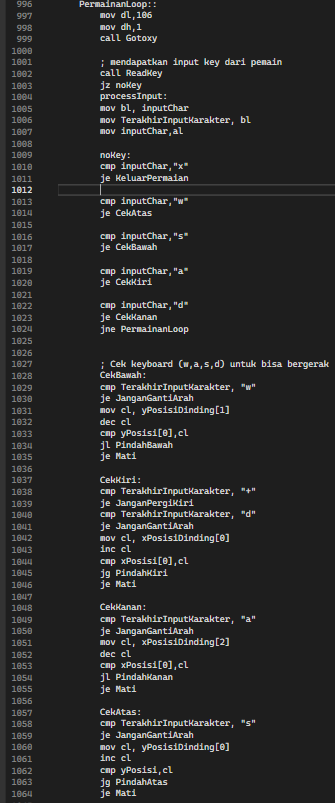 996 PermainanLoop::
997 mov dl,106
998 mov dh,1
999 call Gotoxy
1000
1001 ; mendapatkan input key dari pemain
1002 call ReadKey
1003 jz noKey
1004 processInput:
1005 mov bl, inputChar
1006 mov TerakhirInputKarakter, bl
1007 mov inputChar,al
1008
1009 noKey:
1010 cmp inputChar,"x"
1011 je KeluarPermaian
1012
1013 cmp inputChar,"w"
1014 je CekAtas
1015
1016 cmp inputChar,"s"
1017 je CekBawah
1018
1019 cmp inputChar,"a"
1020 je CekKiri
1021
1022 cmp inputChar,"d"
1023 je CekKanan
1024 jne PermainanLoop
1025
1026
1027 ; Cek keyboard (w,a,s,d) untuk bisa bergerak
1028 CekBawah:
1029 cmp TerakhirInputKarakter, "w"
1030 je JanganGantiArah
1031 mov cl, yPosisiDinding[1]
1032 dec cl
1033 cmp yPosisi[0],cl
1034 jl PindahBawah
1035 je Mati
1036
1037 CekKiri:
1038 cmp TerakhirInputKarakter, "+"
1039 je JanganPergiKiri
1040 cmp TerakhirInputKarakter, "d"
1041 je JanganGantiArah
1042 mov cl, xPosisiDinding[0]
1043 inc cl
1044 cmp xPosisi[0],cl
1045 jg PindahKiri
1046 je Mati
1047
1048 CekKanan:
1049 cmp TerakhirInputKarakter, "a"
1050 je JanganGantiArah
1051 mov cl, xPosisiDinding[2]
1052 dec cl
1053 cmp xPosisi[0],cl
1054 jl PindahKanan
1055 je Mati
1056
1057 CekAtas:
1058 cmp TerakhirInputKarakter, "s"
1059 je JanganGantiArah
1060 mov cl, yPosisiDinding[0]
1061 inc cl
1062 cmp yPosisi,cl
1063 jg PindahAtas
1064 je Mati